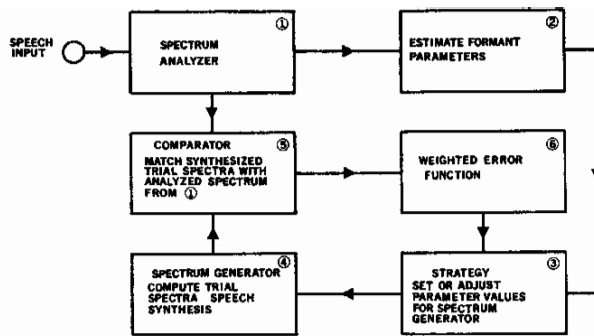 SPEECH
INPUT
①
SPECTRUM
ANALYZER
②
ESTIMATE FORMANT
PARAMETERS
COMPARATOR ⑤
MATCH SYNTHESIZED
TRIAL SPECTRA WITH
ANALYZED SPECTRUM
FROM ①
⑥
WEIGHTED ERROR
FUNCTION
SPECTRUM GENERATOR ④
COMPUTE TRIAL
SPECTRA SPEECH
SYNTHESIS
STRATEGY ③
SET OR ADJUST
PARAMETER VALUES
FOR SPECTRUM
GENERATOR